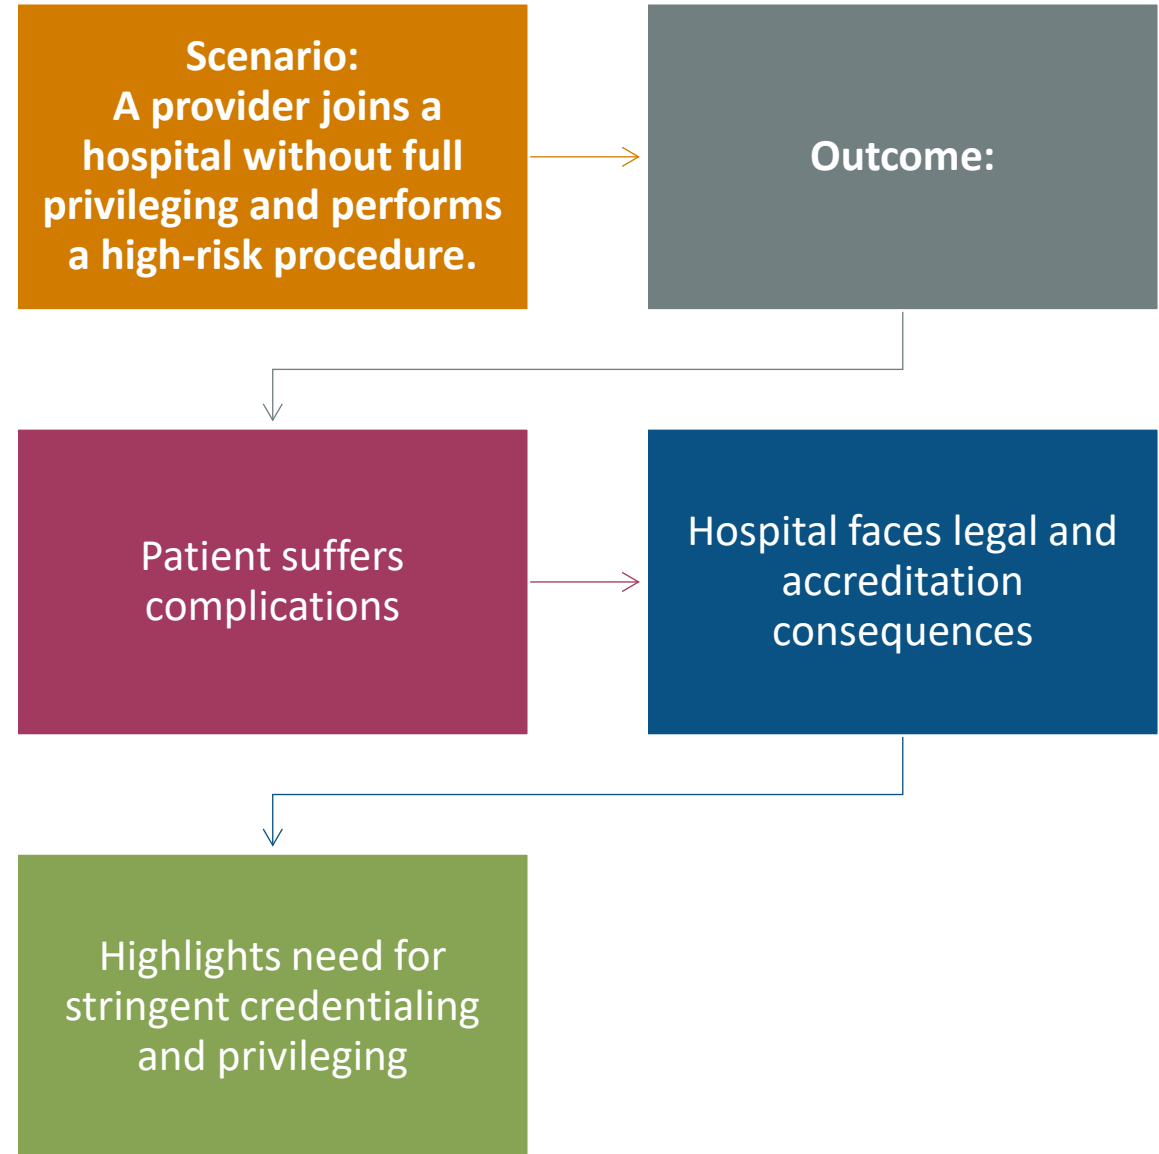 Scenario:
A provider joins a
hospital without full
privileging and performs
a high-risk procedure.
Outcome:
Patient suffers
complications
Hospital faces legal and
accreditation
consequences
Highlights need for
stringent credentialing
and privileging